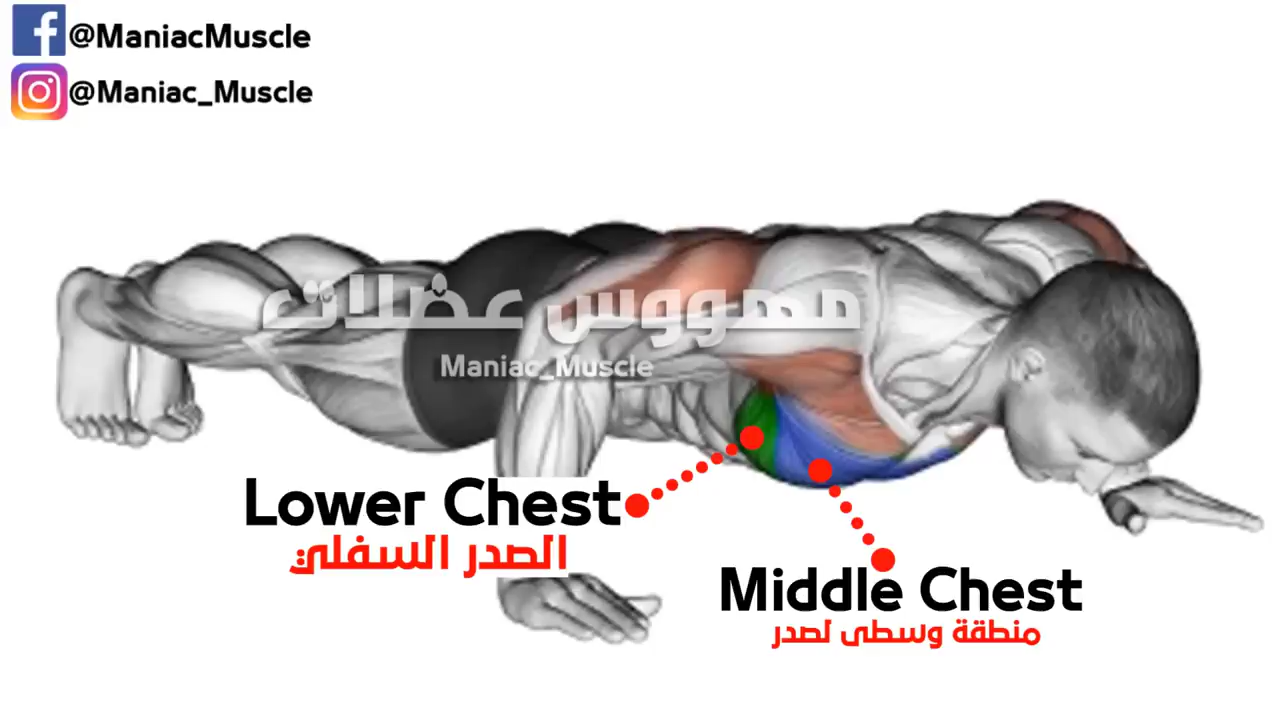 @ManiacMuscle
@Maniac_Muscle
مهووس عضلات
Maniac_Muscle
Lower Chest
الصدر السفلي
Middle Chest
منطقة وسطى لصدر